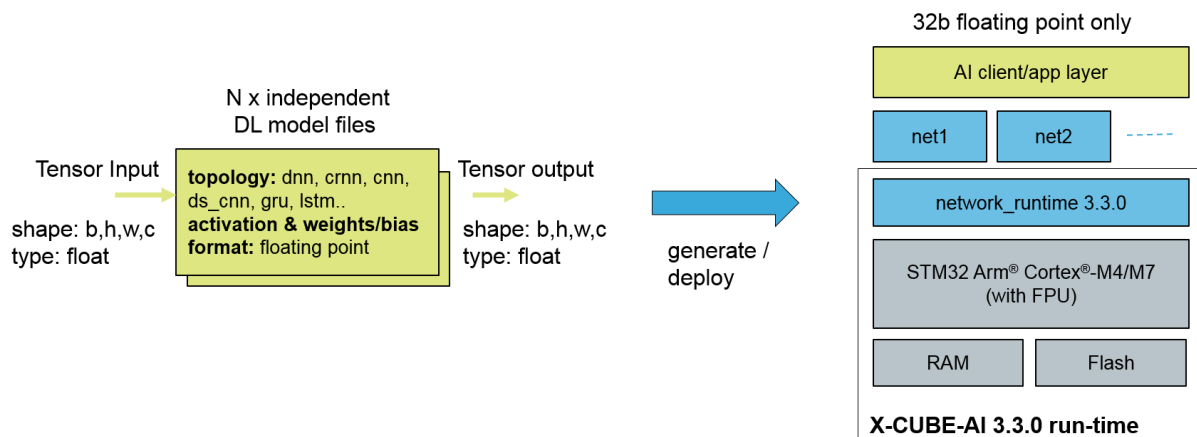 N x independent
DL model files
Tensor Input
shape: b,h,w,c
type: float
topology: dnn, crnn, cnn,
ds_cnn, gru, lstm..
activation & weights/bias
format: floating point
Tensor output
shape: b,h,w,c
type: float
generate /
deploy
32b floating point only
AI client/app layer
net1
net2
network_runtime 3.3.0
STM32 Arm® Cortex®-M4/M7
(with FPU)
RAM
Flash
X-CUBE-AI 3.3.0 run-time